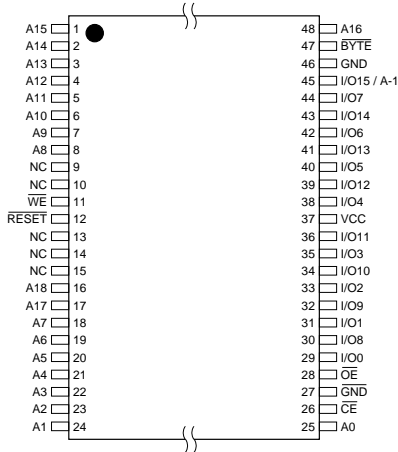 A15 1 48 A16
A14 2 47 BYTE
A13 3 46 GND
A12 4 45 I/O15 / A-1
A11 5 44 I/O7
A10 6 43 I/O14
A9 7 42 I/O6
A8 8 41 I/O13
NC 9 40 I/O5
NC 10 39 I/O12
WE 11 38 I/O4
RESET 12 37 VCC
NC 13 36 I/O11
NC 14 35 I/O3
NC 15 34 I/O10
A18 16 33 I/O2
A17 17 32 I/O9
A7 18 31 I/O1
A6 19 30 I/O8
A5 20 29 I/O0
A4 21 28 OE
A3 22 27 GND
A2 23 26 CE
A1 24 25 A0